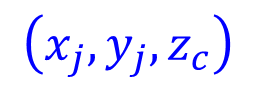 (x_j, y_j, z_c)